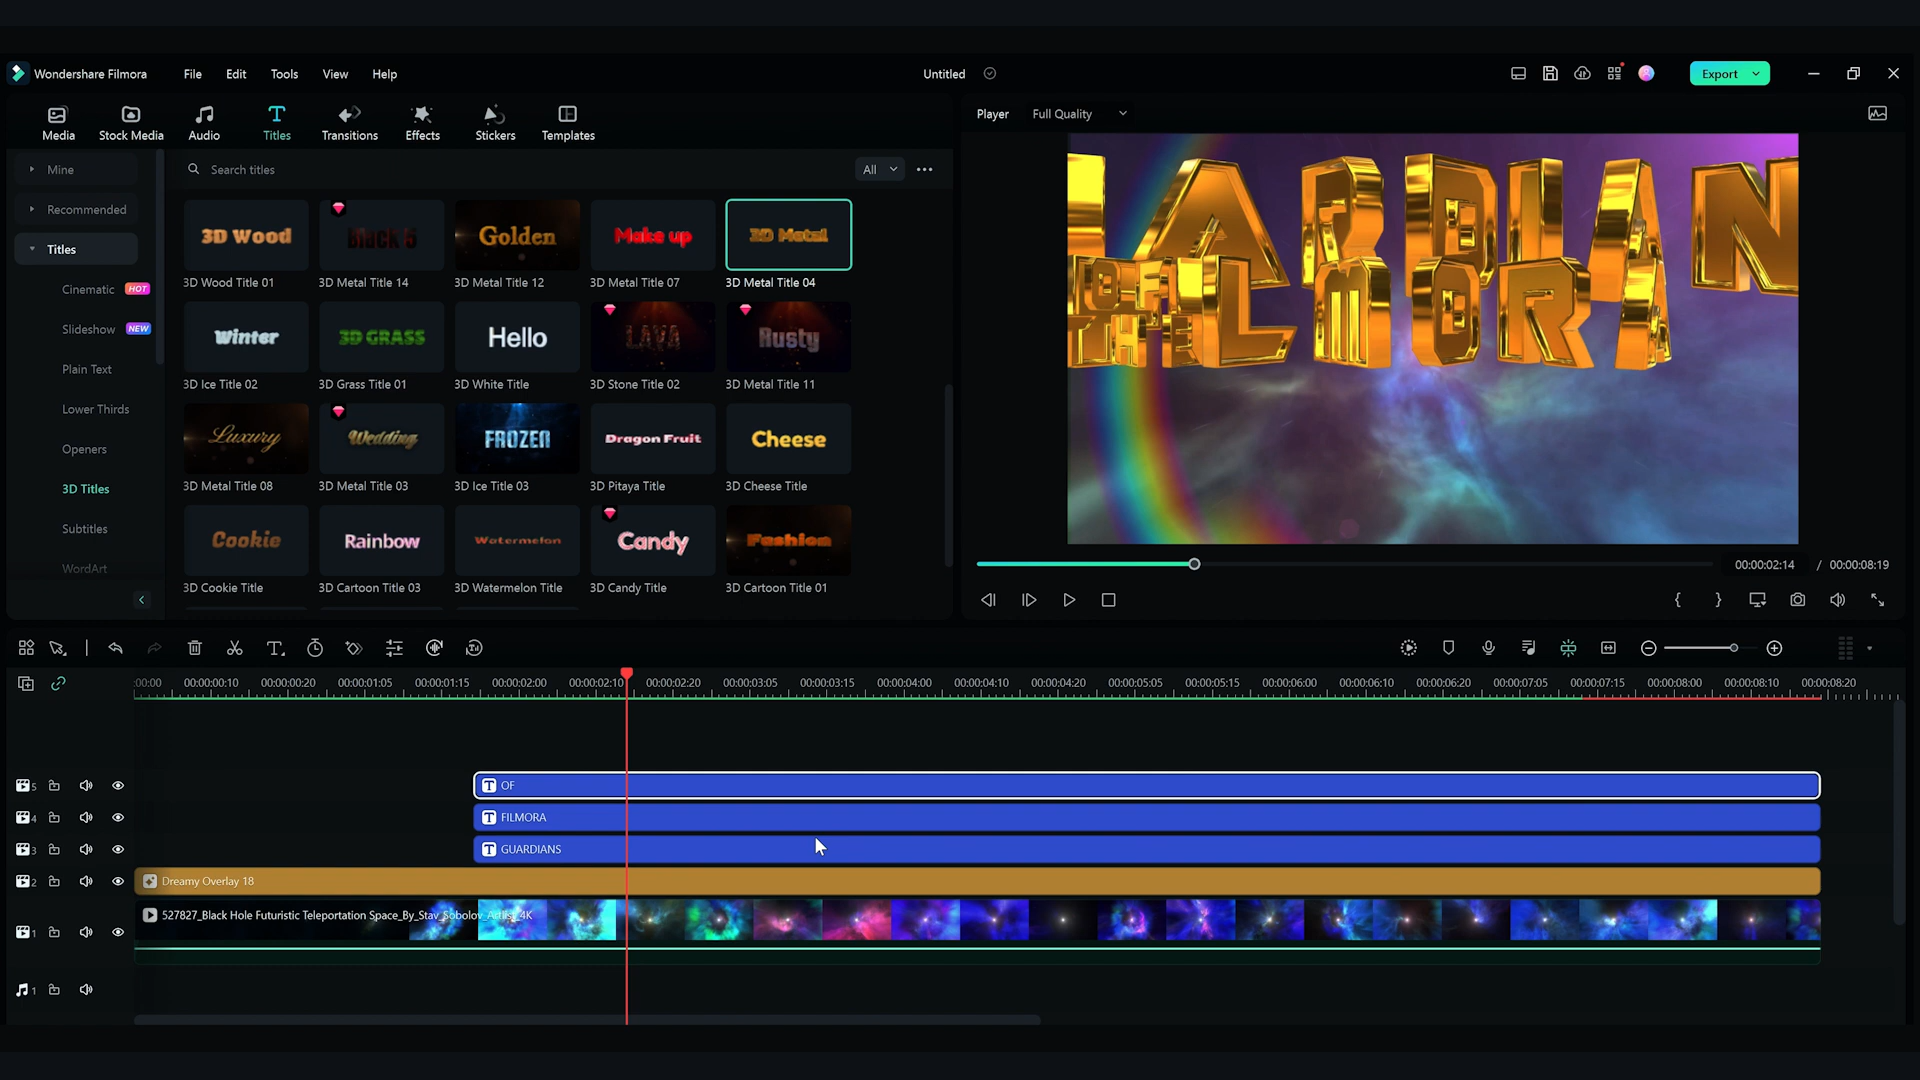 Wondershare Filmora File Edit Tools View Help Untitled Export
Media Stock Media Audio Titles Transitions Effects Stickers Templates
Player Full Quality
Mine
Recommended
Titles
Cinematic HOT
Slideshow NEW
Plain Text
Lower Thirds
Openers
3D Titles
Subtitles
WordArt
Search titles All
3D Wood Black 5 Golden Make up 3D Metal
3D Wood Title 01 3D Metal Title 14 3D Metal Title 12 3D Metal Title 07 3D Metal Title 04
Winter 3D GRASS Hello LAVA Rusty
3D Ice Title 02 3D Grass Title 01 3D White Title 3D Stone Title 02 3D Metal Title 11
Luxury Wedding FROZEN Dragon Fruit Cheese
3D Metal Title 08 3D Metal Title 03 3D Ice Title 03 3D Pitaya Title 3D Cheese Title
Cookie Rainbow Watermelon Candy Fashion
3D Cookie Title 3D Cartoon Title 03 3D Watermelon Title 3D Candy Title 3D Cartoon Title 01
ARDIAN
OF
THE
LMORA
00:00:02:14 / 00:00:08:19
:00:00 00:00:00:10 00:00:00:20 00:00:01:05 00:00:01:15 00:00:02:00 00:00:02:10 00:00:02:20 00:00:03:05 00:00:03:15 00:00:04:00 00:00:04:10 00:00:04:20 00:00:05:05 00:00:05:15 00:00:06:00 00:00:06:10 00:00:06:20 00:00:07:05 00:00:07:15 00:00:08:00 00:00:08:10 00:00:08:20
5 T OF
4 T FILMORA
3 T GUARDIANS
2 Dreamy Overlay 18
527827_Black Hole Futuristic Teleportation Space_By_Stav_Sobolov_Artlist_4K
1
1